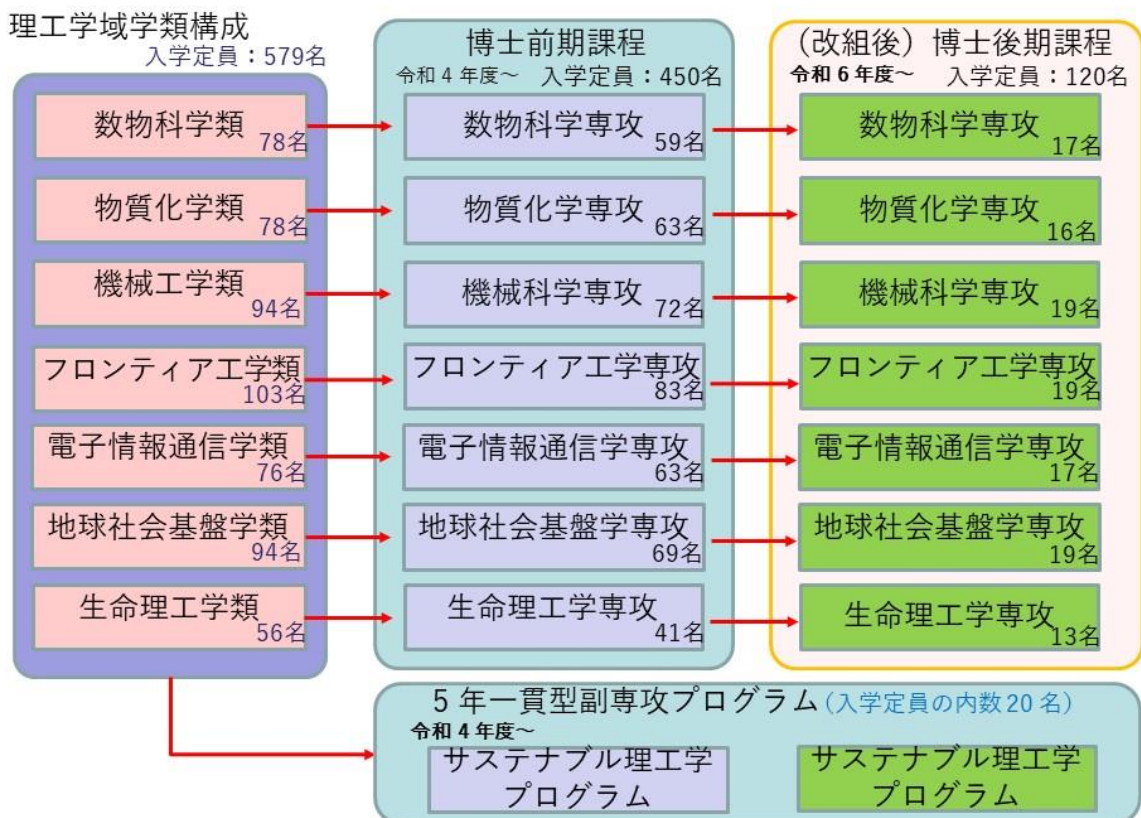 理工学域学類構成
入学定員：579名
数物科学類
78名
物質化学類
78名
機械工学類
94名
フロンティア工学類
103名
電子情報通信学類
76名
地球社会基盤学類
94名
生命理工学類
56名
博士前期課程
令和４年度～ 入学定員：450名
数物科学専攻
59名
物質化学専攻
63名
機械科学専攻
72名
フロンティア工学専攻
83名
電子情報通信学専攻
63名
地球社会基盤学専攻
69名
生命理工学専攻
41名
（改組後）博士後期課程
令和６年度～ 入学定員：120名
数物科学専攻
17名
物質化学専攻
16名
機械科学専攻
19名
フロンティア工学専攻
19名
電子情報通信学専攻
17名
地球社会基盤学専攻
19名
生命理工学専攻
13名
５年一貫型副専攻プログラム（入学定員の内数20名）
令和４年度～
サステナブル理工学
プログラム
サステナブル理工学
プログラム